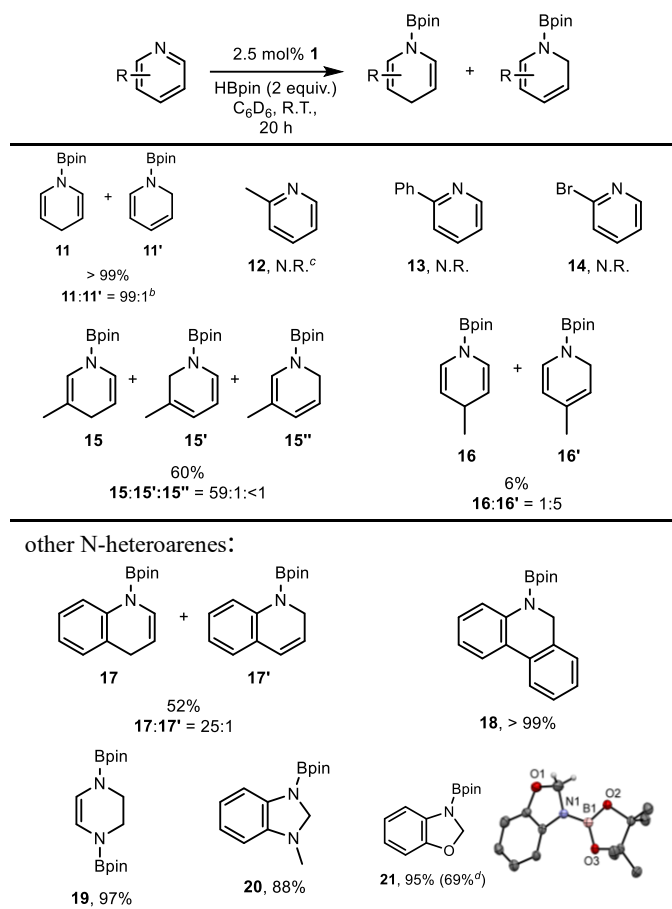 N
R
2.5 mol% 1
HBpin (2 equiv.)
C6D6, R.T.,
20 h
Bpin
N
R
+
Bpin
N
R
Bpin
N
11
+
Bpin
N
11'
> 99%
11:11' = 99:1b
N
12, N.R.c
Ph
N
13, N.R.
Br
N
14, N.R.
Bpin
N
15
+
Bpin
N
15'
+
Bpin
N
15''
60%
15:15':15'' = 59:1:<1
Bpin
N
16
+
Bpin
N
16'
6%
16:16' = 1:5
other N-heteroarenes:
Bpin
N
17
+
Bpin
N
17'
52%
17:17' = 25:1
Bpin
N
18, > 99%
Bpin
N
N
Bpin
19, 97%
Bpin
N
N
20, 88%
Bpin
N
O
21, 95% (69%d)
O1
N1
B1
O2
O3